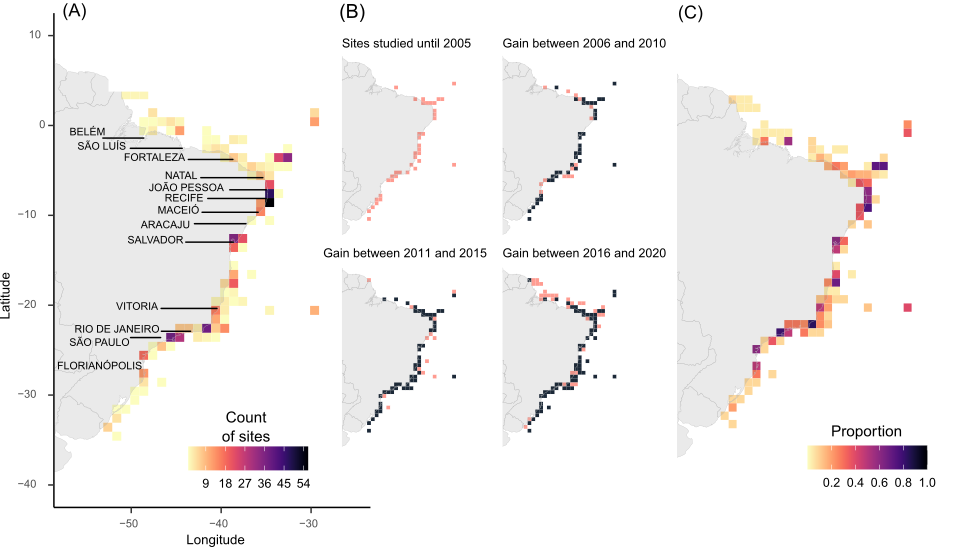 (A)
(B)
(C)
Sites studied until 2005
Gain between 2006 and 2010
Gain between 2011 and 2015
Gain between 2016 and 2020
10
0
−10
−20
−30
−40
Latitude
BELÉM
SÃO LUÍS
FORTALEZA
NATAL
JOÃO PESSOA
RECIFE
MACEIÓ
ARACAJU
SALVADOR
VITORIA
RIO DE JANEIRO
SÃO PAULO
FLORIANÓPOLIS
Count
of sites
9 18 27 36 45 54
−50 −40 −30
Longitude
Proportion
0.2 0.4 0.6 0.8 1.0